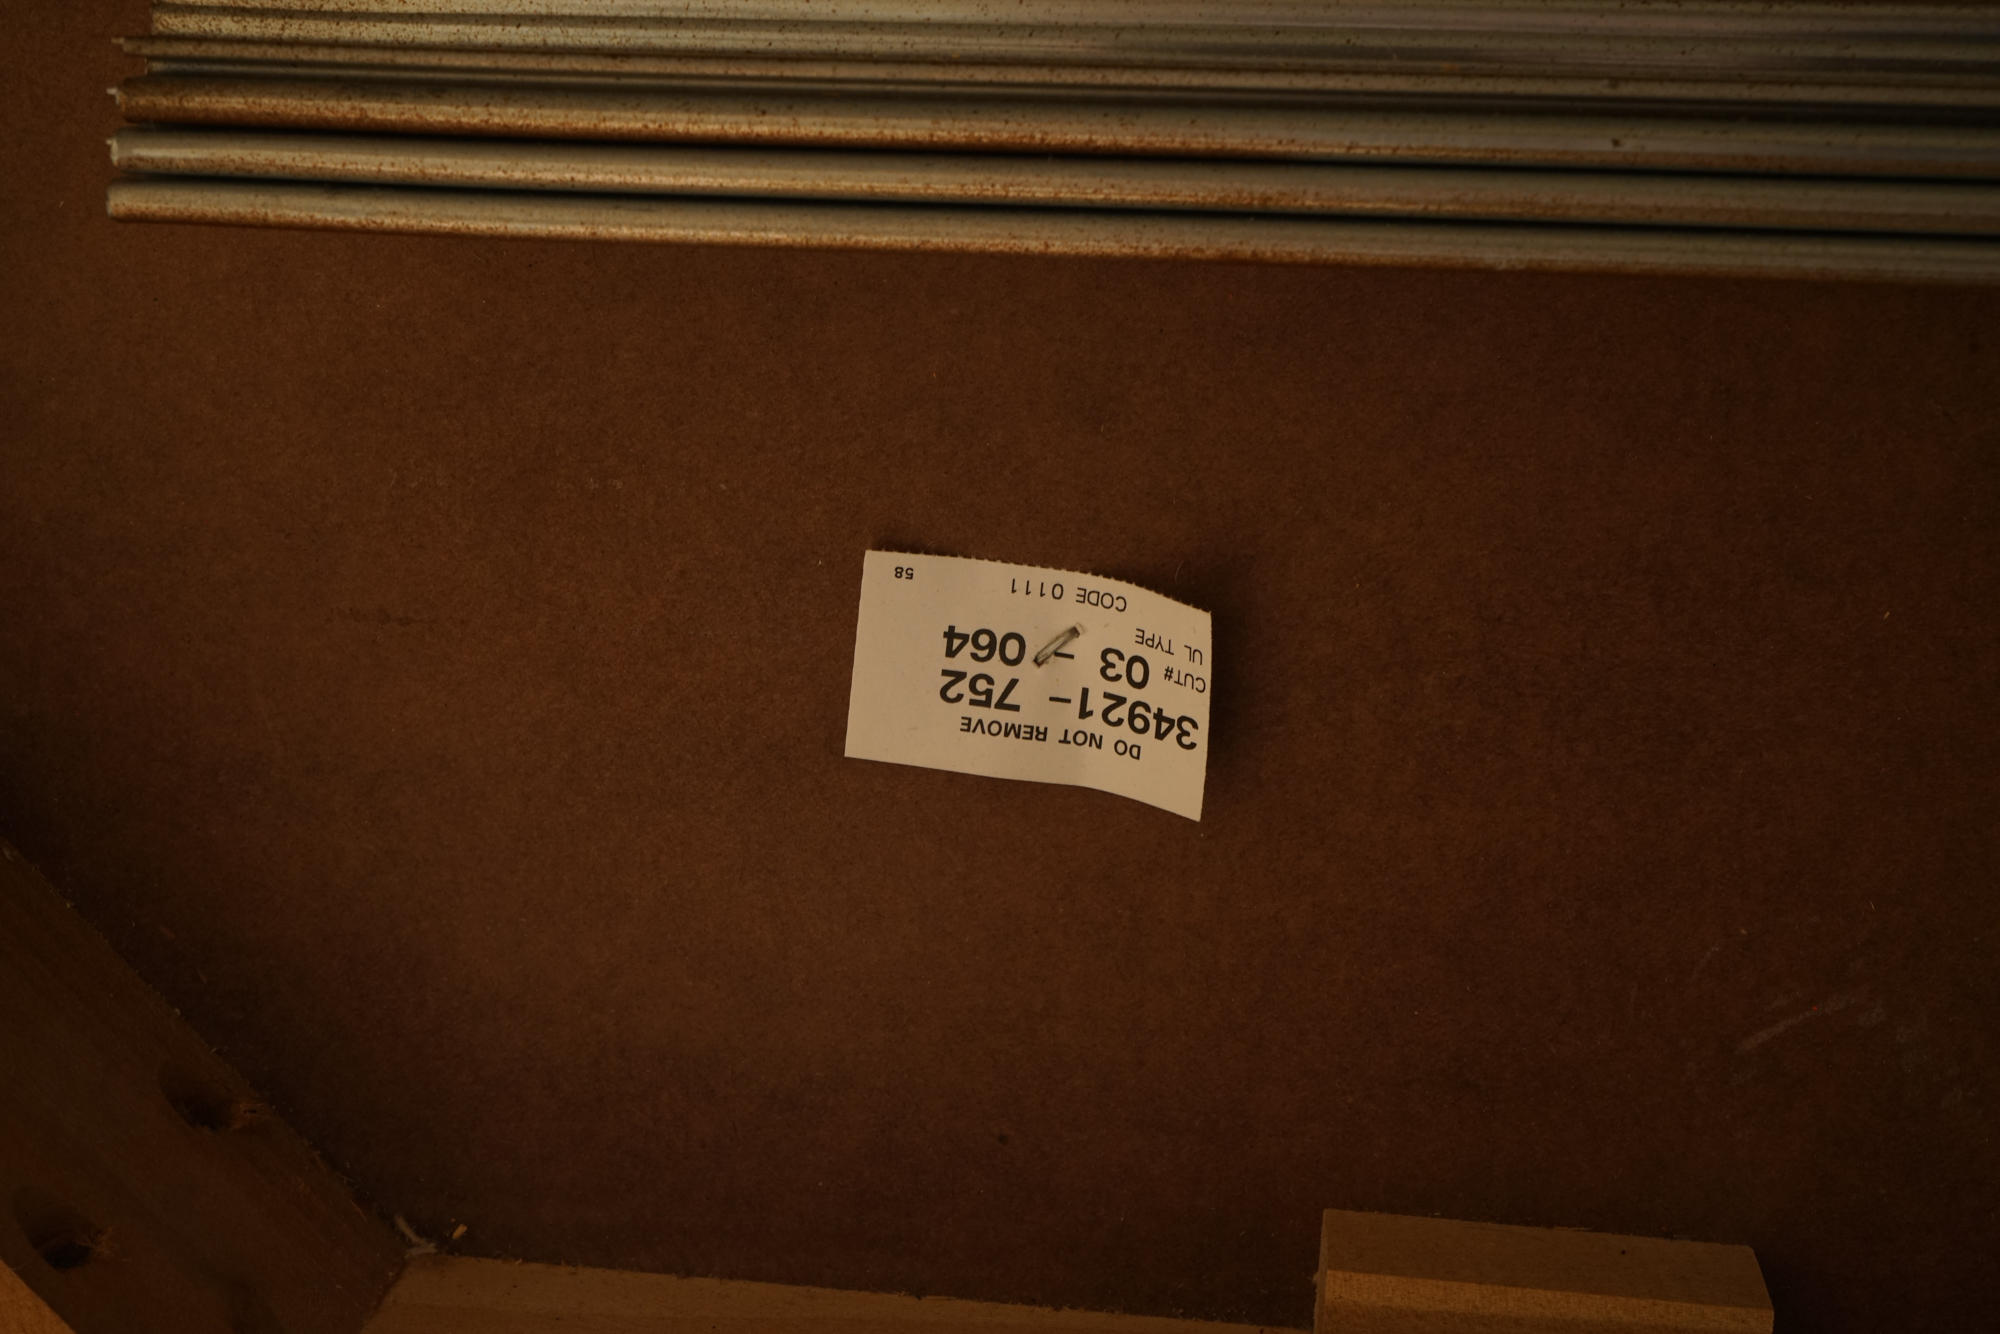 DO NOT REMOVE
34921- 752
CUT# 03 - 064
UL TYPE
CODE 0111
58